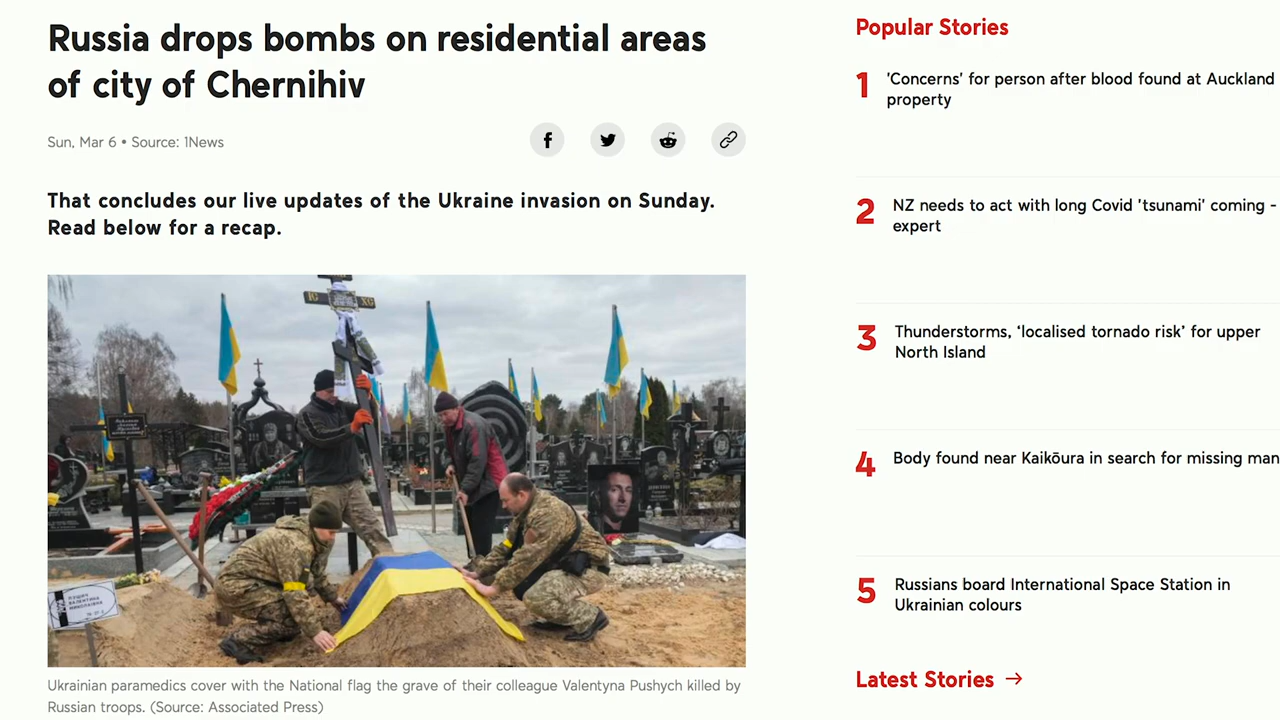 Russia drops bombs on residential areas
of city of Chernihiv
Sun, Mar 6 • Source: 1News
That concludes our live updates of the Ukraine invasion on Sunday.
Read below for a recap.
IC XC
ПУШИЧ
ВАЛЕНТИНА
МИКОЛАЇВНА
Ukrainian paramedics cover with the National flag the grave of their colleague Valentyna Pushych killed by
Russian troops. (Source: Associated Press)
Popular Stories
1 'Concerns' for person after blood found at Auckland
property
2 NZ needs to act with long Covid 'tsunami' coming -
expert
3 Thunderstorms, ‘localised tornado risk’ for upper
North Island
4 Body found near Kaikōura in search for missing man
5 Russians board International Space Station in
Ukrainian colours
Latest Stories →